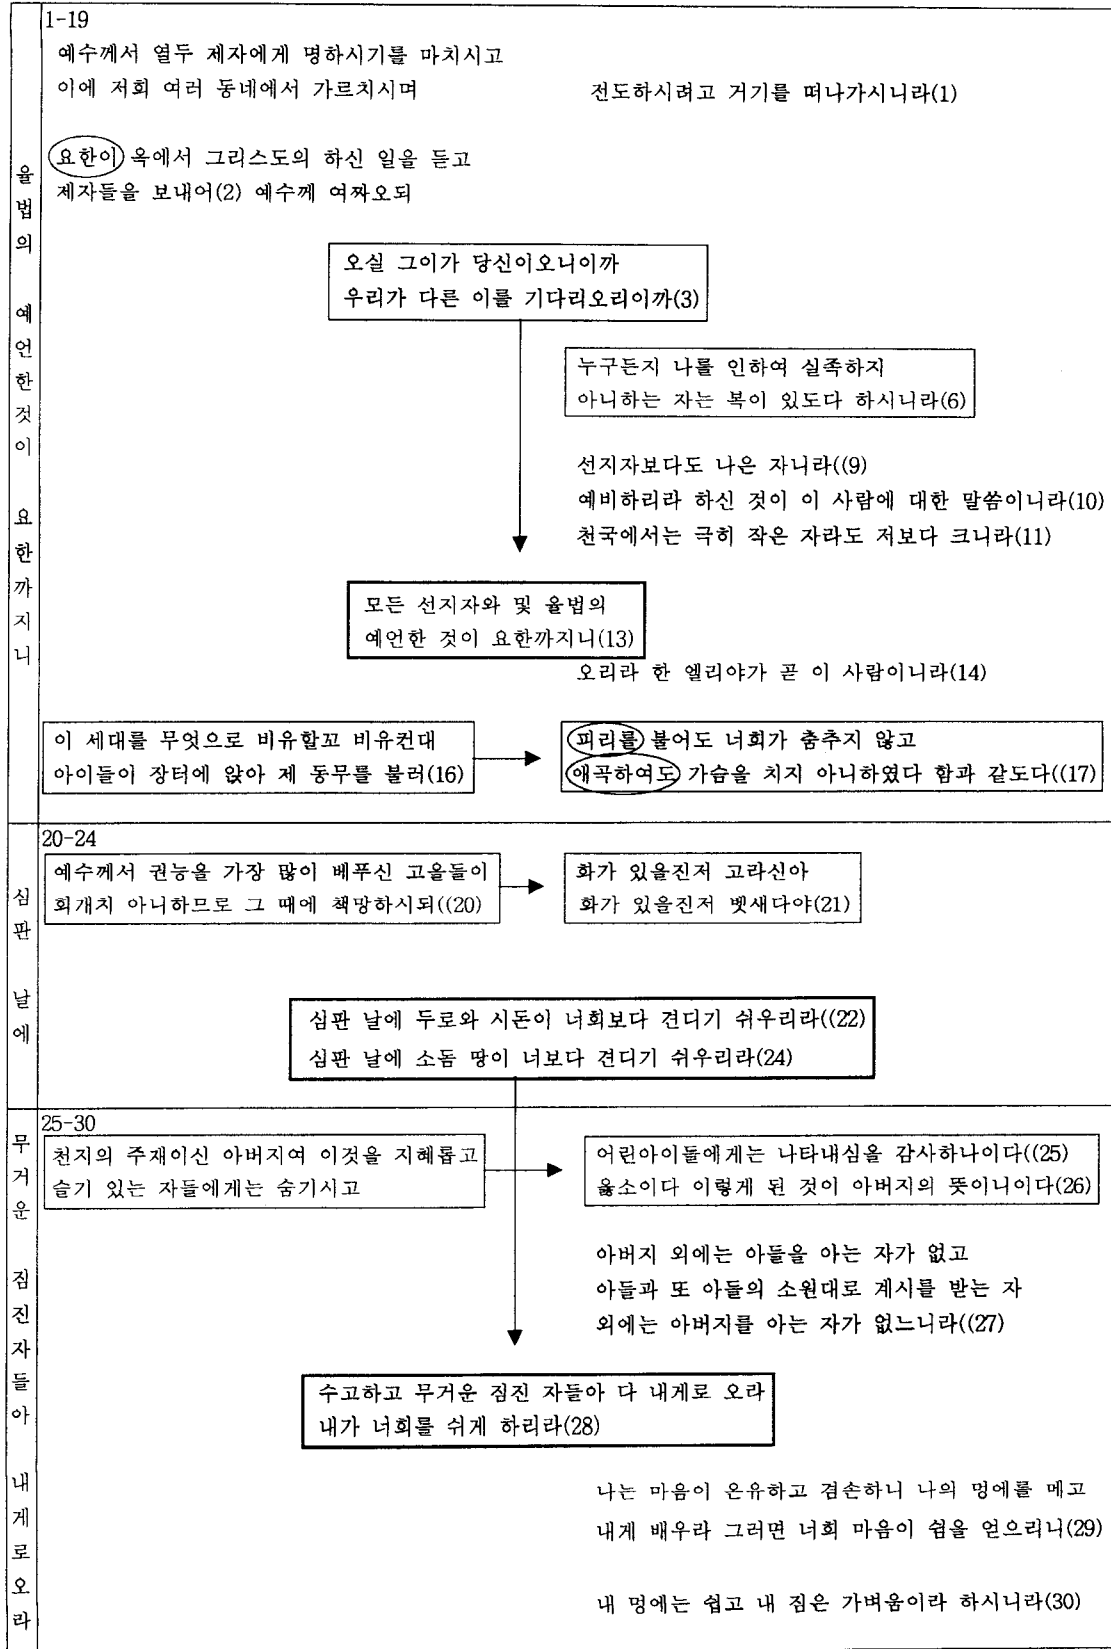 1-19
예수께서 열두 제자에게 명하시기를 마치시고
이에 저희 여러 동네에서 가르치시며 전도하시려고 거기를 떠나가시니라(1)
요한이 옥에서 그리스도의 하신 일을 듣고
제자들을 보내어(2) 예수께 여짜오되
오실 그이가 당신이오니이까
우리가 다른 이를 기다리오리이까(3)
누구든지 나를 인하여 실족하지
아니하는 자는 복이 있도다 하시니라(6)
선지자보다도 나은 자니라((9)
예비하리라 하신 것이 이 사람에 대한 말씀이니라(10)
천국에서는 극히 작은 자라도 저보다 크니라(11)
모든 선지자와 및 율법의
예언한 것이 요한까지니(13)
오리라 한 엘리야가 곧 이 사람이니라(14)
이 세대를 무엇으로 비유할꼬 비유컨대
아이들이 장터에 앉아 제 동무를 불러(16)
피리를 불어도 너희가 춤추지 않고
애곡하여도 가슴을 치지 아니하였다 함과 같도다((17)
율법의 예언한것이 요한까지니
20-24
예수께서 권능을 가장 많이 베푸신 고을들이
회개치 아니하므로 그 때에 책망하시되((20)
화가 있을진저 고라신아
화가 있을진저 벳새다야(21)
심판 날에 두로와 시돈이 너희보다 견디기 쉬우리라((22)
심판 날에 소돔 땅이 너보다 견디기 쉬우리라(24)
심판 날에
25-30
천지의 주재이신 아버지여 이것을 지혜롭고
슬기 있는 자들에게는 숨기시고
어린아이들에게는 나타내심을 감사하나이다((25)
옳소이다 이렇게 된 것이 아버지의 뜻이니이다(26)
아버지 외에는 아들을 아는 자가 없고
아들과 또 아들의 소원대로 계시를 받는 자
외에는 아버지를 아는 자가 없느니라((27)
수고하고 무거운 짐진 자들아 다 내게로 오라
내가 너희를 쉬게 하리라(28)
나는 마음이 온유하고 겸손하니 나의 멍에를 메고
내게 배우라 그러면 너희 마음이 쉼을 얻으리니(29)
내 멍에는 쉽고 내 짐은 가벼움이라 하시니라(30)
무거운 짐진자들아 내게로오라